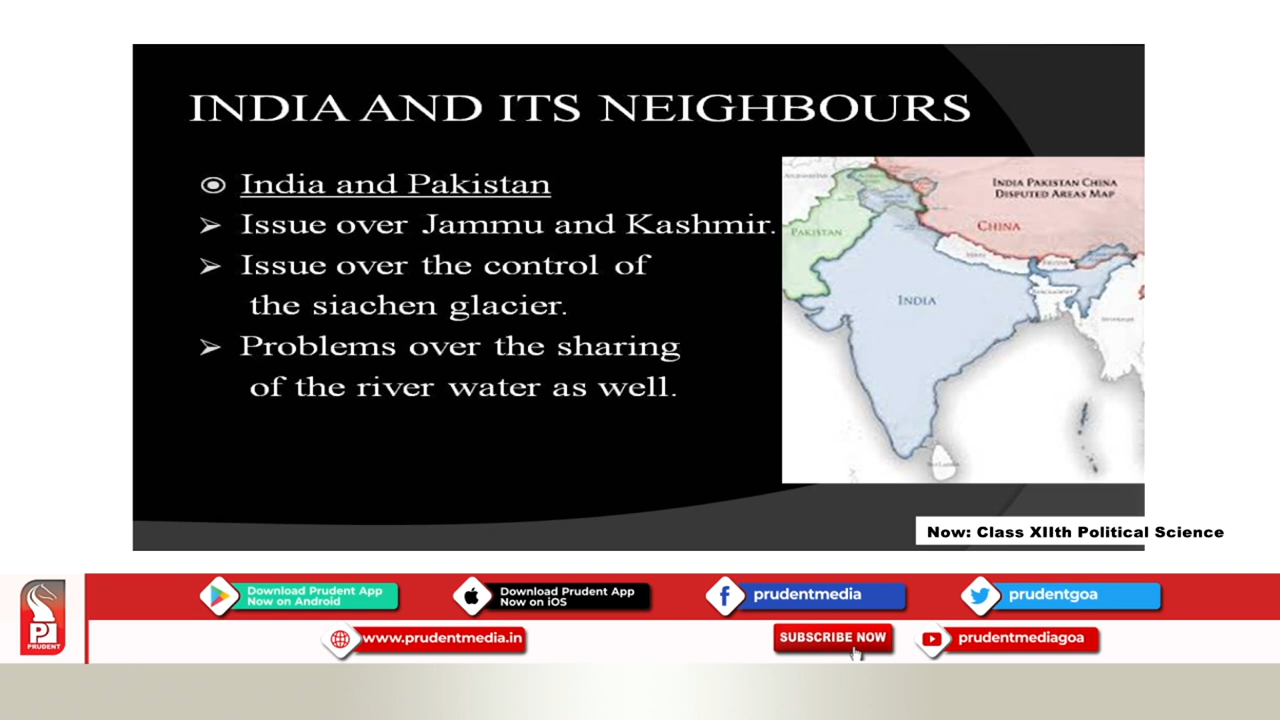 INDIA AND ITS NEIGHBOURS
India and Pakistan
Issue over Jammu and Kashmir.
Issue over the control of
the siachen glacier.
Problems over the sharing
of the river water as well.
INDIA PAKISTAN CHINA
DISPUTED AREAS MAP
CHINA
PAKISTAN
INDIA
Now: Class XIIth Political Science
Download Prudent App
Now on Android
Download Prudent App
Now on iOS
prudentmedia
prudentgoa
PRUDENT
www.prudentmedia.in
SUBSCRIBE NOW
prudentmediagoa